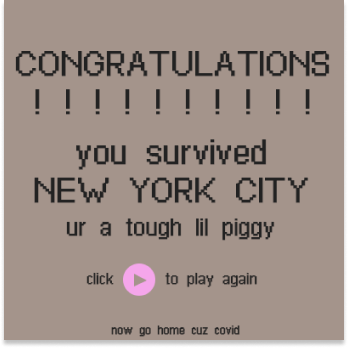 CONGRATULATIONS
! ! ! ! ! ! ! ! ! !
you survived
NEW YORK CITY
ur a tough lil piggy
click to play again
now go home cuz covid